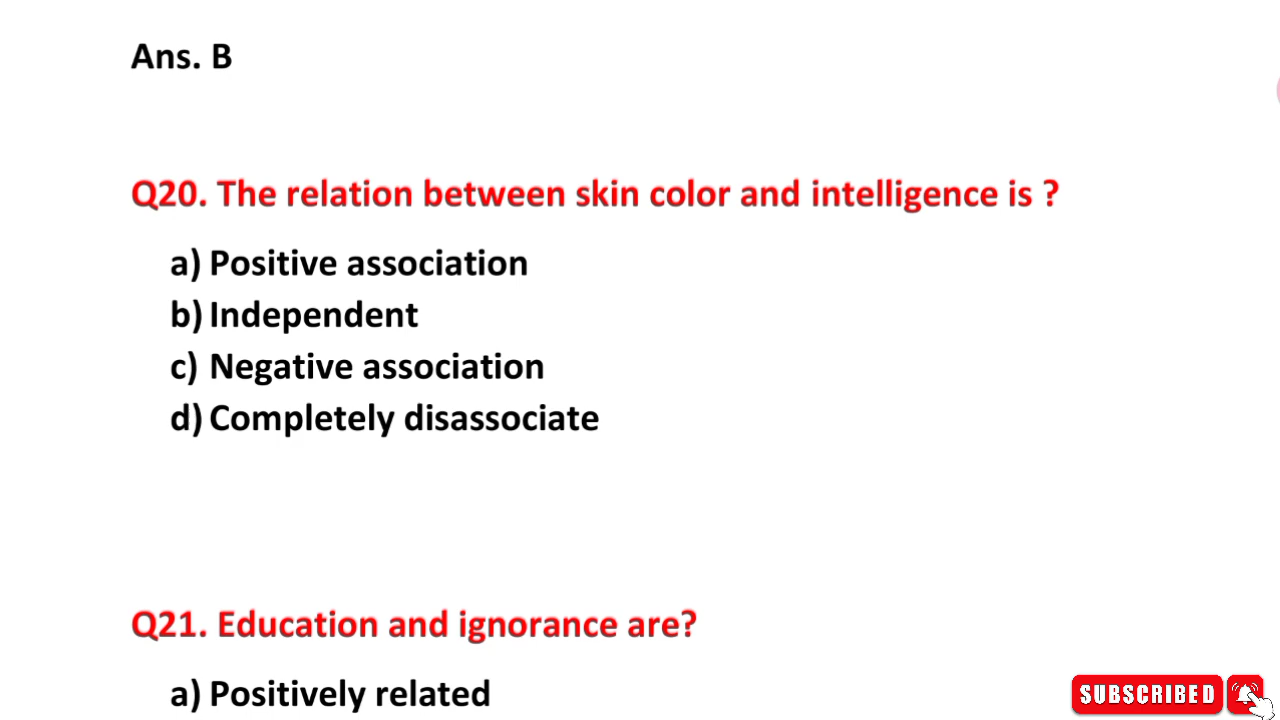 Ans. B
Q20. The relation between skin color and intelligence is ?
a) Positive association
b) Independent
c) Negative association
d) Completely disassociate
Q21. Education and ignorance are?
a) Positively related
SUBSCRIBED